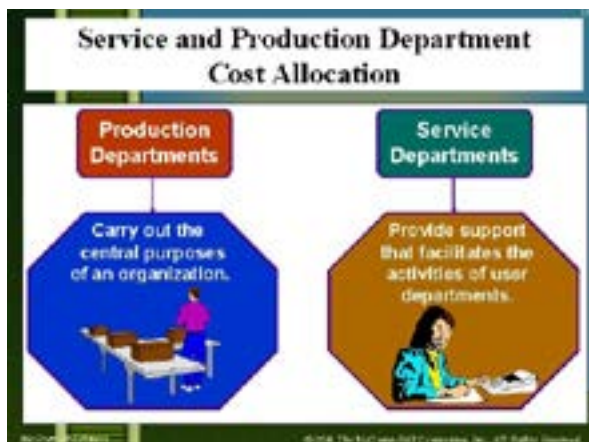 Service and Production Department
Cost Allocation
Production
Departments
Service
Departments
Carry out the
central purposes
of an organization.
Provide support
that facilitates the
activities of user
departments.